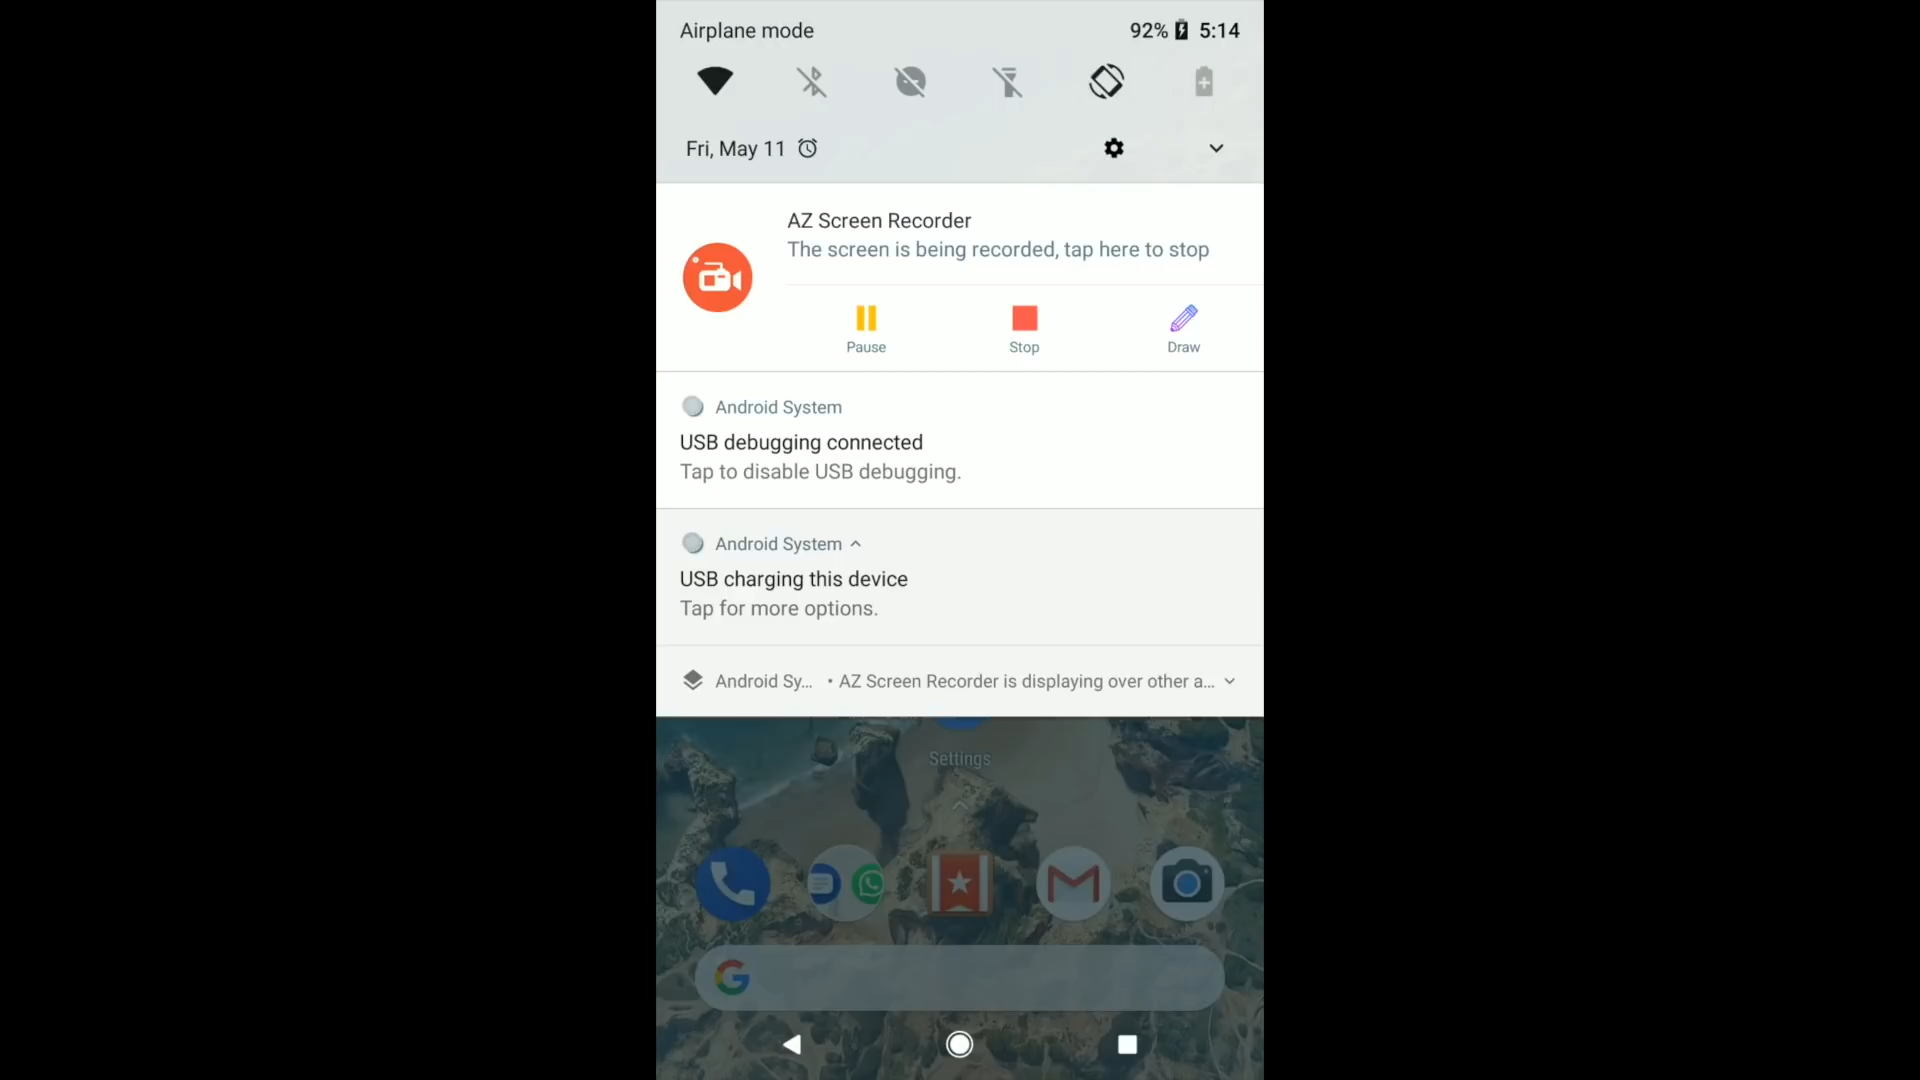 Airplane mode 92% 5:14
Fri, May 11
AZ Screen Recorder
The screen is being recorded, tap here to stop
Pause Stop Draw
Android System
USB debugging connected
Tap to disable USB debugging.
Android System
USB charging this device
Tap for more options.
Android Sy... • AZ Screen Recorder is displaying over other a...
Settings